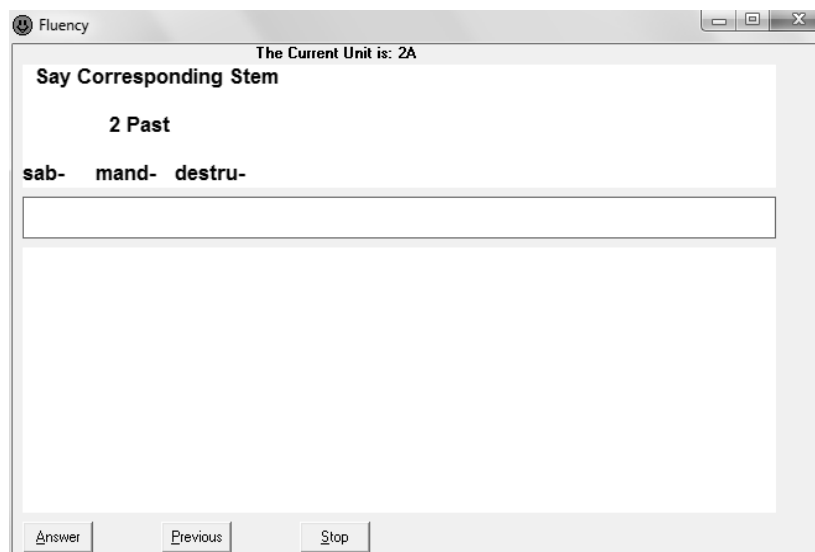 Fluency
The Current Unit is: 2A
Say Corresponding Stem
2 Past
sab- mand- destru-
Answer Previous Stop